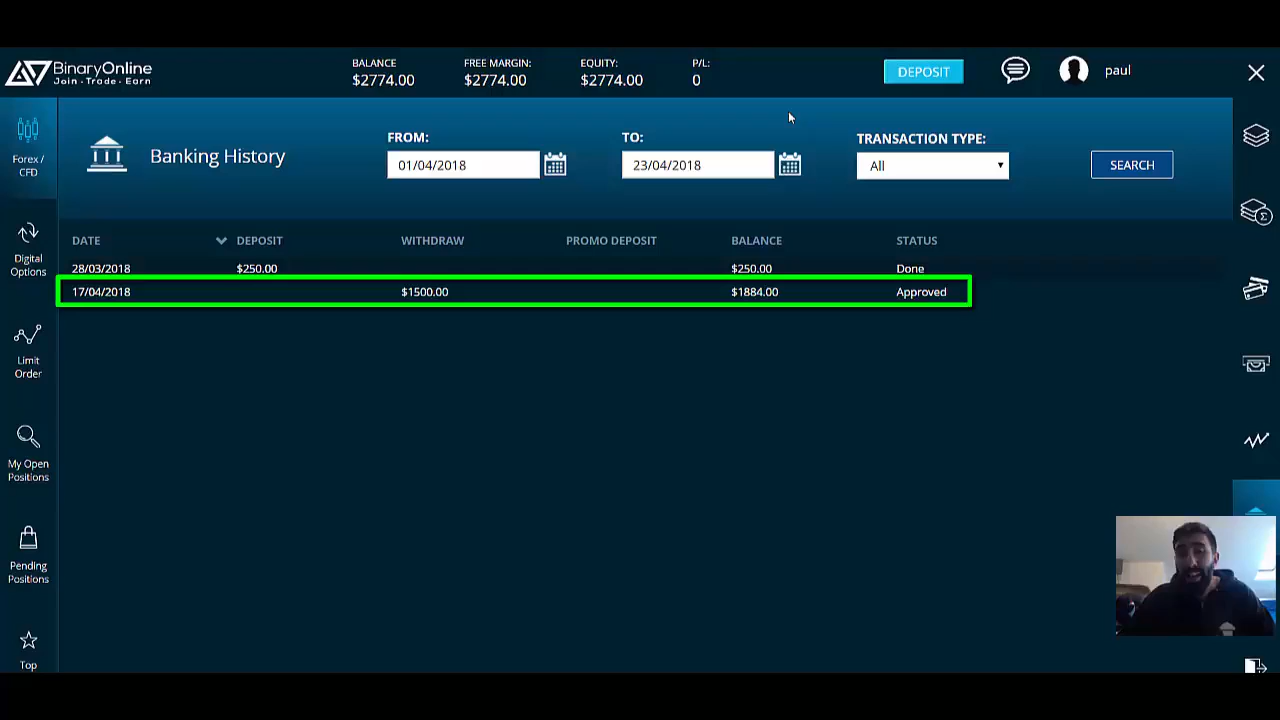 BinaryOnline
Join - Trade - Earn
BALANCE
$2774.00
FREE MARGIN:
$2774.00
EQUITY:
$2774.00
P/L:
0
DEPOSIT
paul
Forex /
CFD
Banking History
FROM:
01/04/2018
TO:
23/04/2018
TRANSACTION TYPE:
All
SEARCH
Digital
Options
DATE DEPOSIT WITHDRAW PROMO DEPOSIT BALANCE STATUS
28/03/2018 $250.00 $250.00 Done
17/04/2018 $1500.00 $1884.00 Approved
Limit
Order
My Open
Positions
Pending
Positions
Top